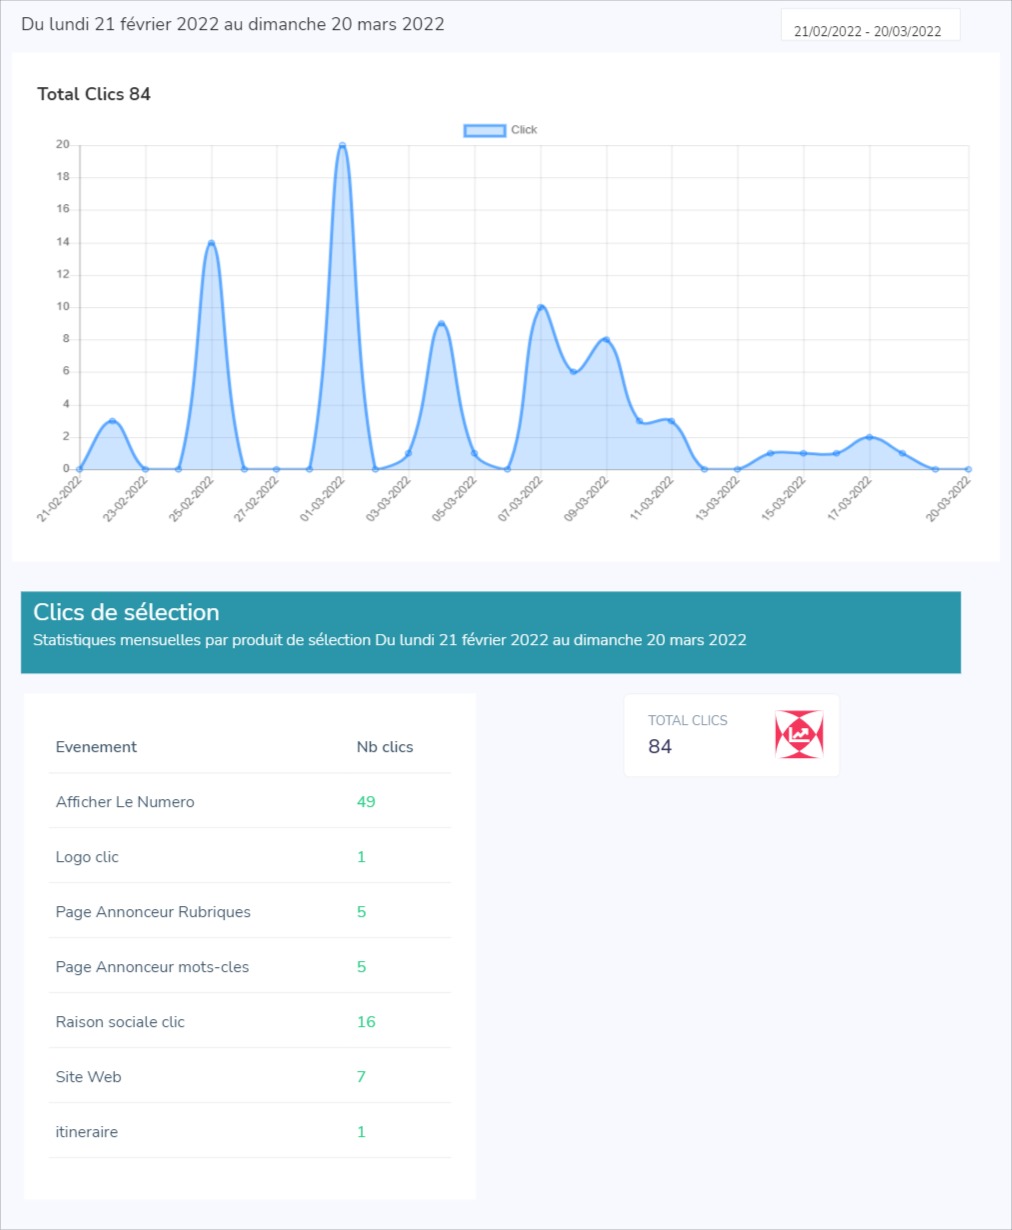 Du lundi 21 février 2022 au dimanche 20 mars 2022
21/02/2022 - 20/03/2022
Total Clics 84
Click
20
18
16
14
12
10
8
6
4
2
0
21-02-2022
23-02-2022
25-02-2022
27-02-2022
01-03-2022
03-03-2022
05-03-2022
07-03-2022
09-03-2022
11-03-2022
13-03-2022
15-03-2022
17-03-2022
20-03-2022
Clics de sélection
Statistiques mensuelles par produit de sélection Du lundi 21 février 2022 au dimanche 20 mars 2022
TOTAL CLICS
84
Evenement Nb clics
Afficher Le Numero 49
Logo clic 1
Page Annonceur Rubriques 5
Page Annonceur mots-cles 5
Raison sociale clic 16
Site Web 7
itineraire 1